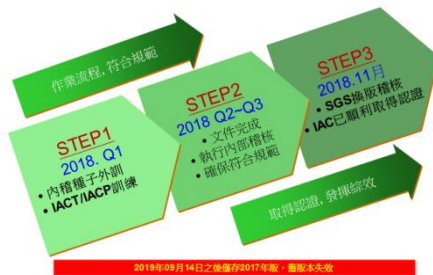 作業流程,符合規範
STEP1
2018. Q1
• 內稽種子外訓
• IACT/IACP訓練
STEP2
2018 Q2~Q3
• 文件完成
• 執行內部稽核
• 確保符合規範
STEP3
2018.11月
• SGS換版稽核
• IAC已順利取得認證
取得認證,發揮綜效
2019年09月14日之後僅存2017年版，舊版本失效